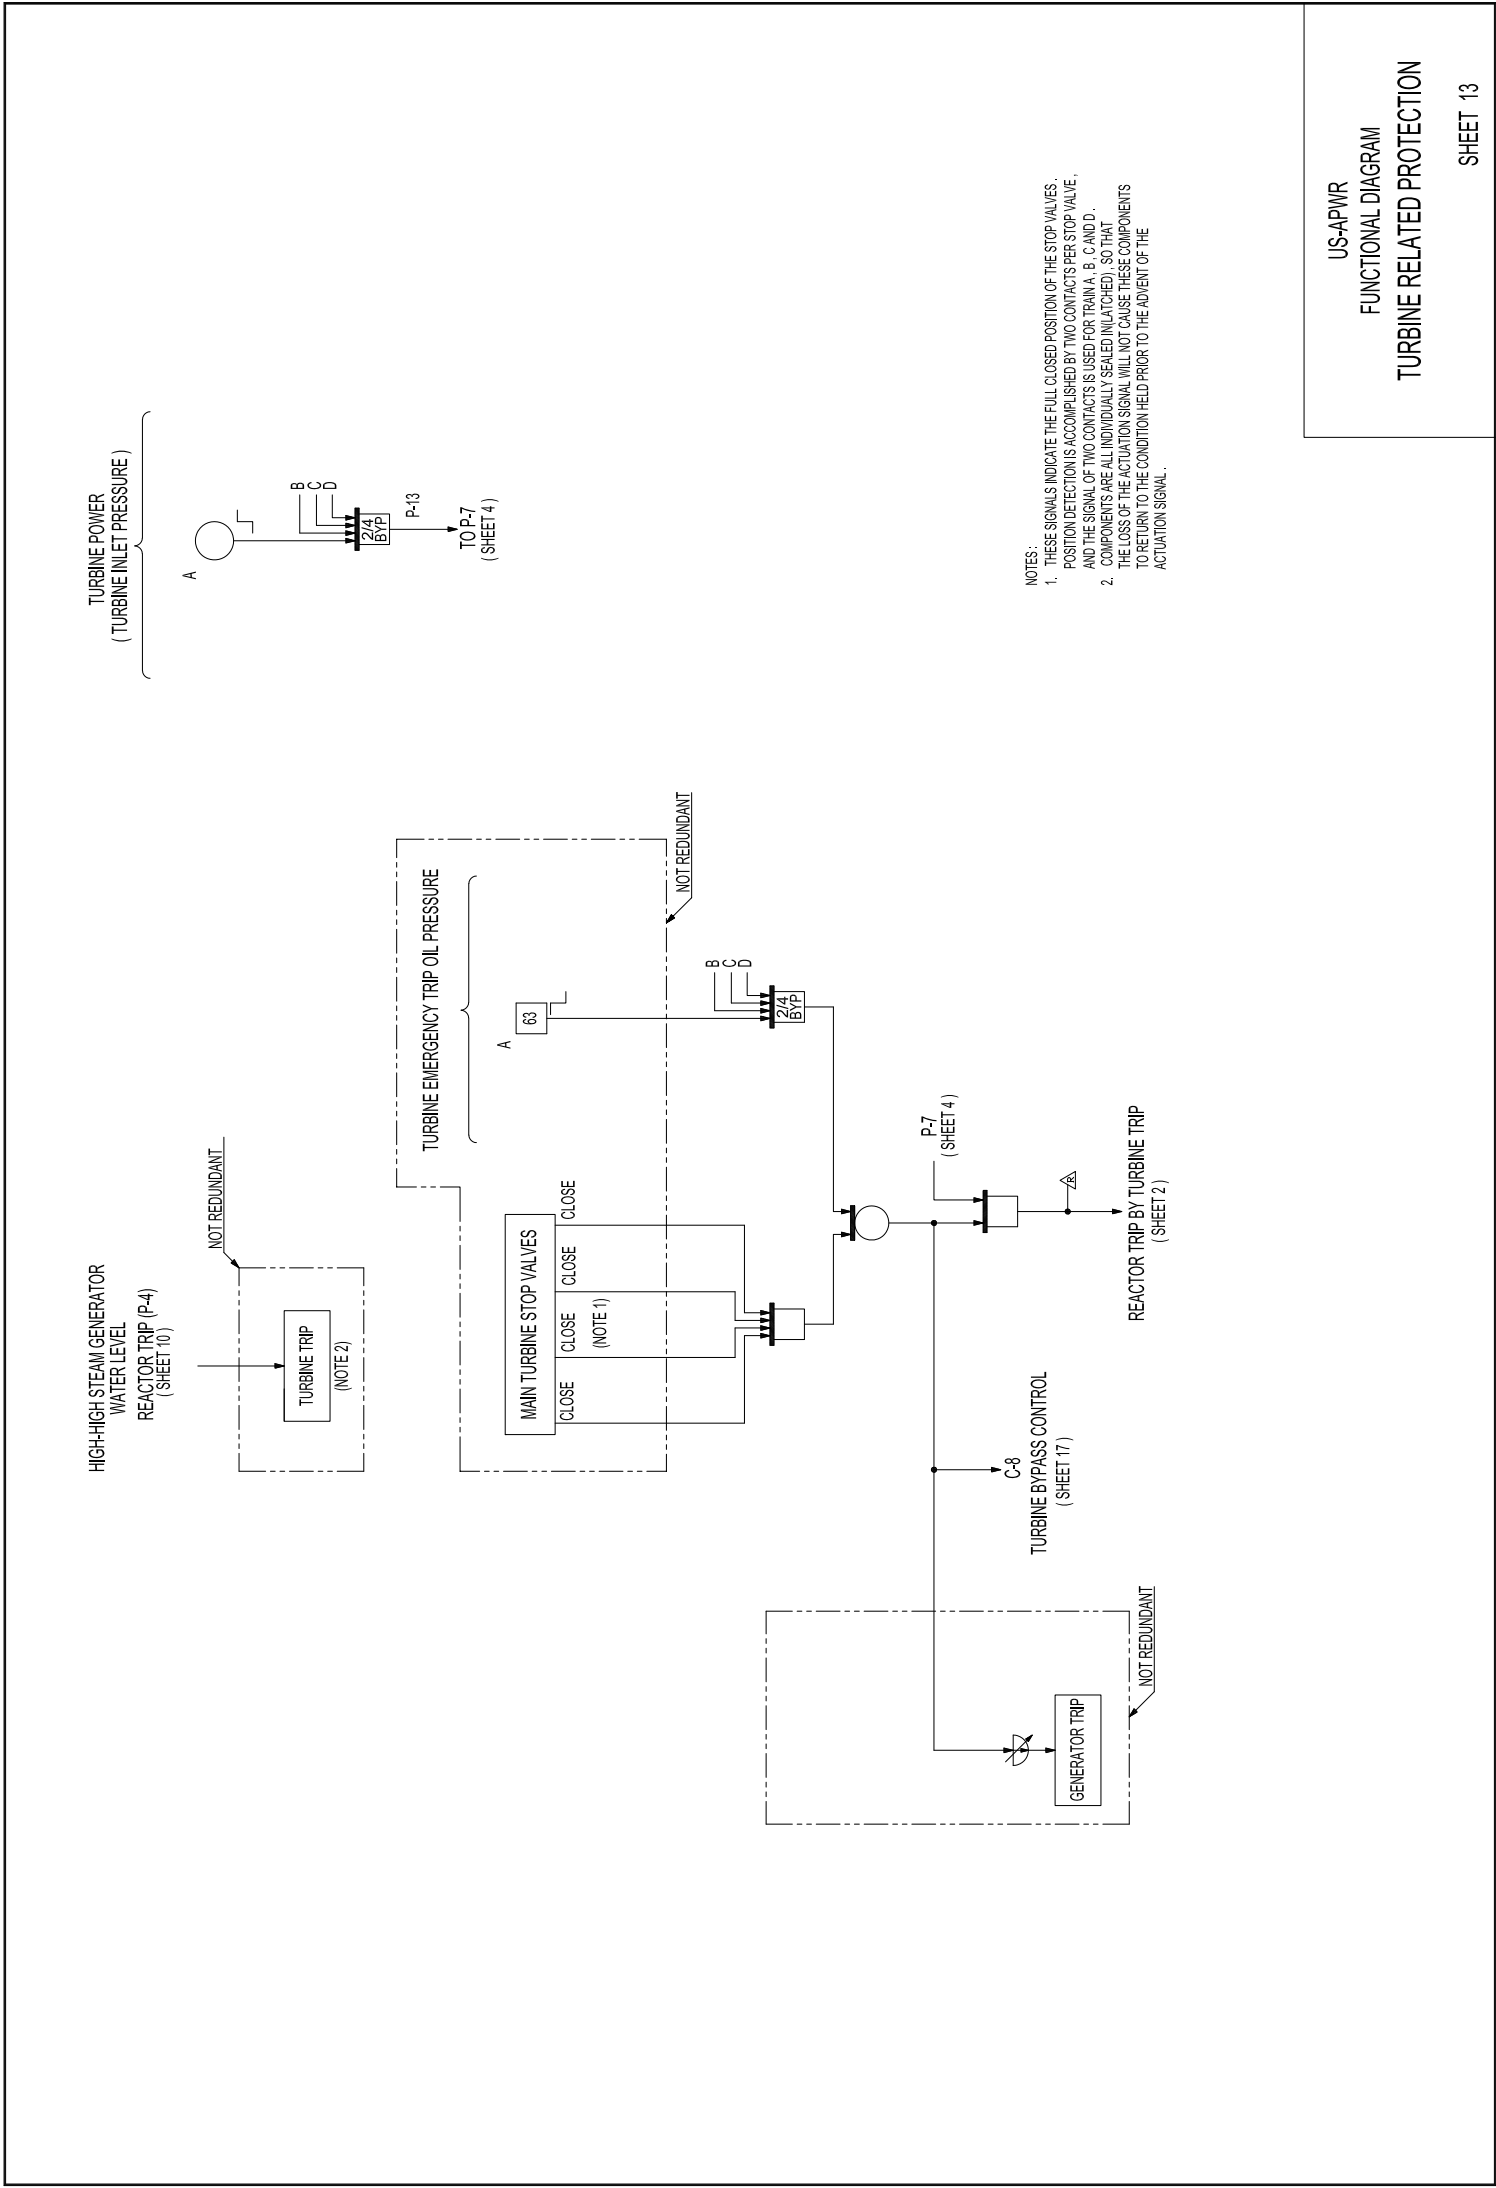 HIGH-HIGH STEAM GENERATOR
WATER LEVEL
REACTOR TRIP (P-4)
( SHEET 10 )
NOT REDUNDANT
TURBINE TRIP
(NOTE 2)
TURBINE POWER
( TURBINE INLET PRESSURE )
A
B
C
D
2/4
BYP
P-13
TO P-7
( SHEET 4 )
TURBINE EMERGENCY TRIP OIL PRESSURE
A
63
NOT REDUNDANT
MAIN TURBINE STOP VALVES
CLOSE
CLOSE
CLOSE
CLOSE
(NOTE 1)
B
C
D
2/4
BYP
P-7
( SHEET 4 )
R
REACTOR TRIP BY TURBINE TRIP
( SHEET 2 )
C-8
TURBINE BYPASS CONTROL
( SHEET 17 )
GENERATOR TRIP
NOT REDUNDANT
NOTES :
1. THESE SIGNALS INDICATE THE FULL CLOSED POSITION OF THE STOP VALVES .
POSITION DETECTION IS ACCOMPLISHED BY TWO CONTACTS PER STOP VALVE ,
AND THE SIGNAL OF TWO CONTACTS IS USED FOR TRAIN A , B , C AND D .
2. COMPONENTS ARE ALL INDIVIDUALLY SEALED IN(LATCHED) , SO THAT
THE LOSS OF THE ACTUATION SIGNAL WILL NOT CAUSE THESE COMPONENTS
TO RETURN TO THE CONDITION HELD PRIOR TO THE ADVENT OF THE
ACTUATION SIGNAL .
US-APWR
FUNCTIONAL DIAGRAM
TURBINE RELATED PROTECTION
SHEET 13